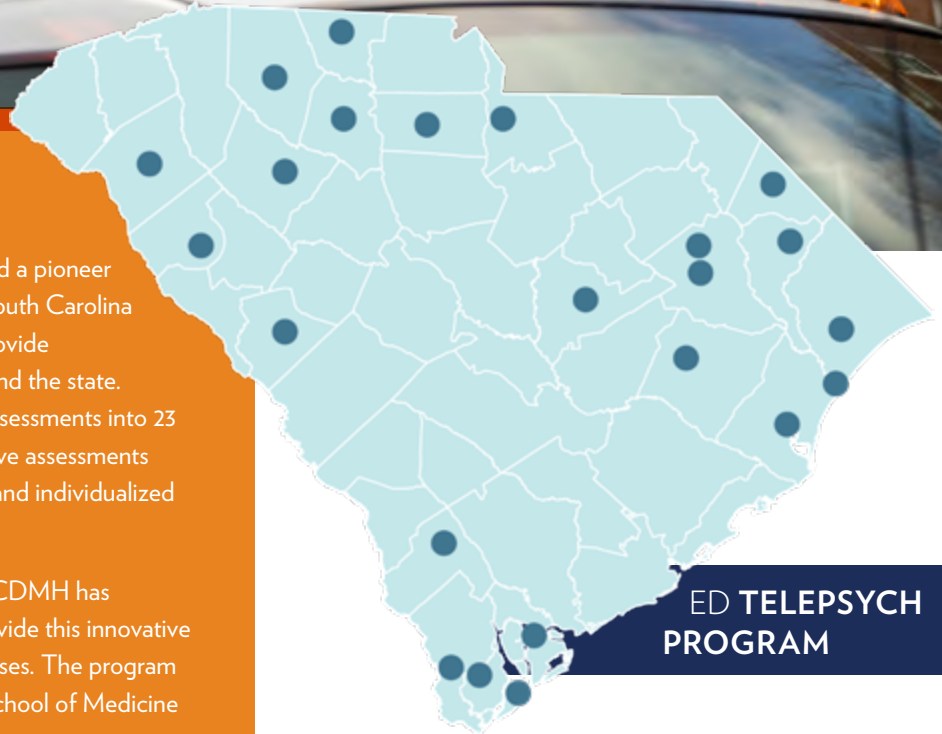 d a pioneer
outh Carolina
ovide
nd the state.
sessments into 23
ve assessments
and individualized
CDMH has
vide this innovative
ses. The program
chool of Medicine
ED TELEPSYCH
PROGRAM